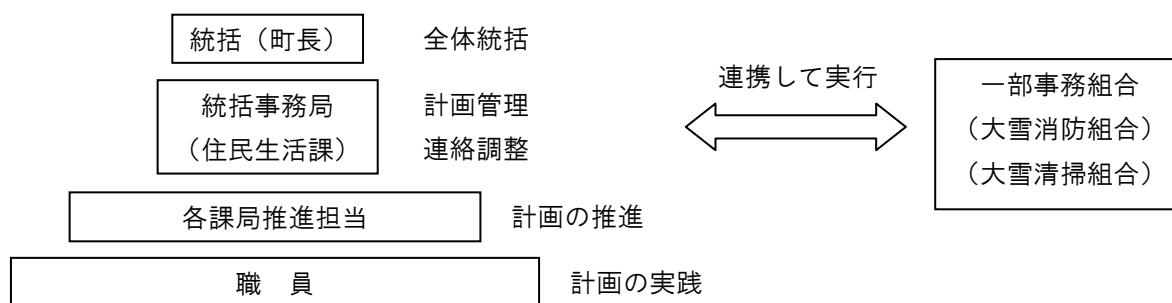 統括（町長） 全体統括
統括事務局 計画管理
（住民生活課） 連絡調整
各課局推進担当 計画の推進
職　員 計画の実践
連携して実行
一部事務組合
（大雪消防組合）
（大雪清掃組合）